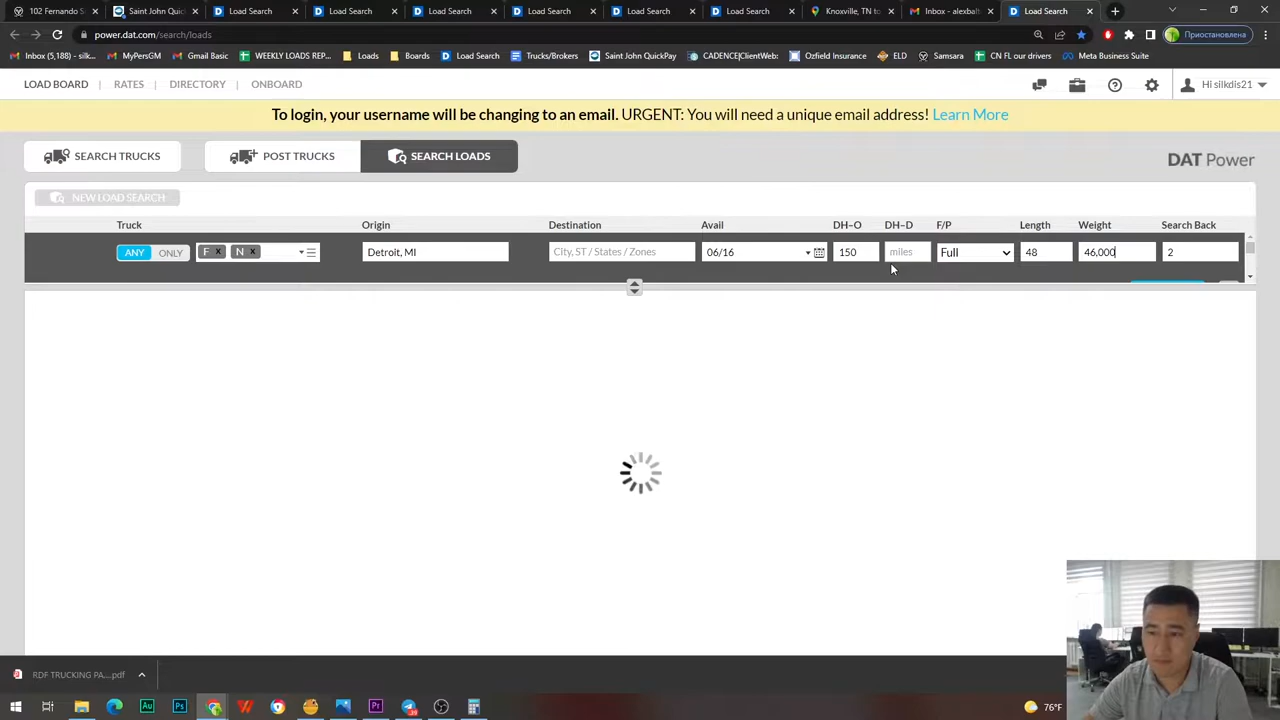 102 Fernando S
Saint John Quick
Load Search
Load Search
Load Search
Load Search
Load Search
Load Search
Knoxville, TN to
Inbox - alexbalt
Load Search
power.dat.com/search/loads
Приостановлена
Inbox (5,188) - silk...
MyPersGM
Gmail Basic
WEEKLY LOADS REP...
Loads
Boards
Load Search
Trucks/Brokers
Saint John QuickPay
CADENCE|ClientWeb:
Ozfield Insurance
ELD
Samsara
CN FL our drivers
Meta Business Suite
LOAD BOARD
RATES
DIRECTORY
ONBOARD
Hi silkdis21
To login, your username will be changing to an email. URGENT: You will need a unique email address! Learn More
SEARCH TRUCKS
POST TRUCKS
SEARCH LOADS
DAT Power
NEW LOAD SEARCH
Truck Origin Destination Avail DH–O DH–D F/P Length Weight Search Back
ANY ONLY F x N x Detroit, MI City, ST / States / Zones 06/16 150 miles Full 48 46,000 2
RDF TRUCKING PA....pdf
76°F